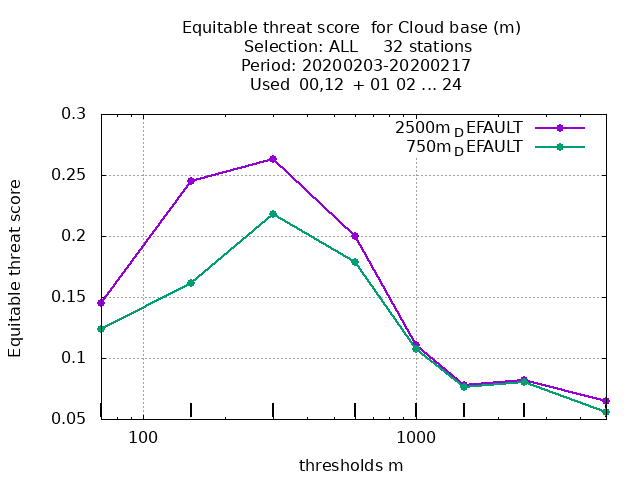 Equitable threat score  for Cloud base (m)
Selection: ALL     32 stations
Period: 20200203-20200217
Used  00,12  + 01 02 ... 24
0.3
0.25
0.2
0.15
0.1
0.05
Equitable threat score
2500m_DEFAULT
750m_DEFAULT
100
1000
thresholds m